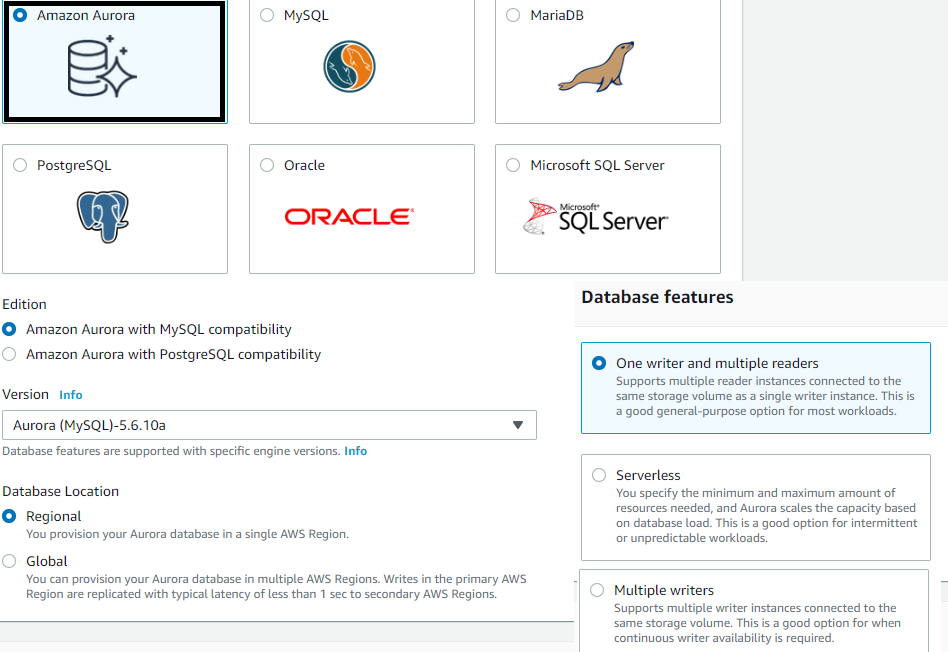 Amazon Aurora
MySQL
MariaDB
PostgreSQL
Oracle
ORACLE®
Microsoft SQL Server
Microsoft®
SQL Server®
Edition
Amazon Aurora with MySQL compatibility
Amazon Aurora with PostgreSQL compatibility
Version Info
Aurora (MySQL)-5.6.10a
Database features are supported with specific engine versions. Info
Database Location
Regional
You provision your Aurora database in a single AWS Region.
Global
You can provision your Aurora database in multiple AWS Regions. Writes in the primary AWS
Region are replicated with typical latency of less than 1 sec to secondary AWS Regions.
Database features
One writer and multiple readers
Supports multiple reader instances connected to the
same storage volume as a single writer instance. This is
a good general-purpose option for most workloads.
Serverless
You specify the minimum and maximum amount of
resources needed, and Aurora scales the capacity based
on database load. This is a good option for intermittent
or unpredictable workloads.
Multiple writers
Supports multiple writer instances connected to the
same storage volume. This is a good option for when
continuous writer availability is required.